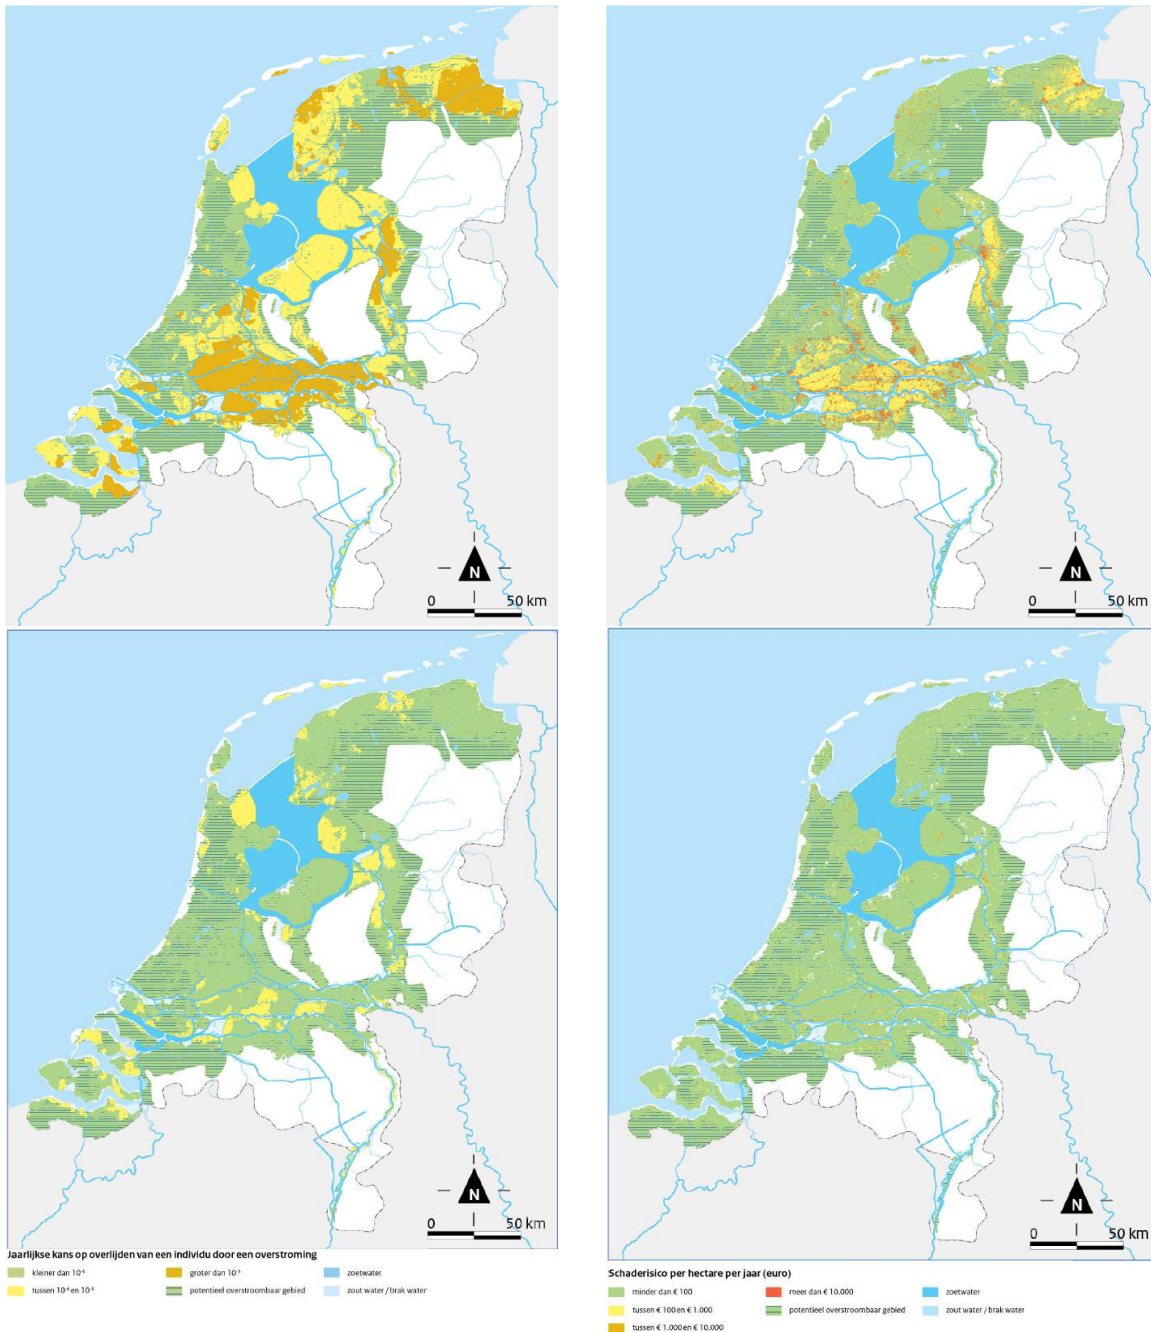 N
0 50 km
N
0 50 km
N
0 50 km
N
0 50 km
Jaarlijkse kans op overlijden van een individu door een overstroming
kleiner dan 10⁻⁶
groter dan 10⁻⁵
zoetwater
tussen 10⁻⁶ en 10⁻⁵
potentieel overstroombaar gebied
zout water / brak water
Schaderisico per hectare per jaar (euro)
minder dan € 100
meer dan € 10.000
zoetwater
tussen € 100 en € 1.000
potentieel overstroombaar gebied
zout water / brak water
tussen € 1.000 en € 10.000